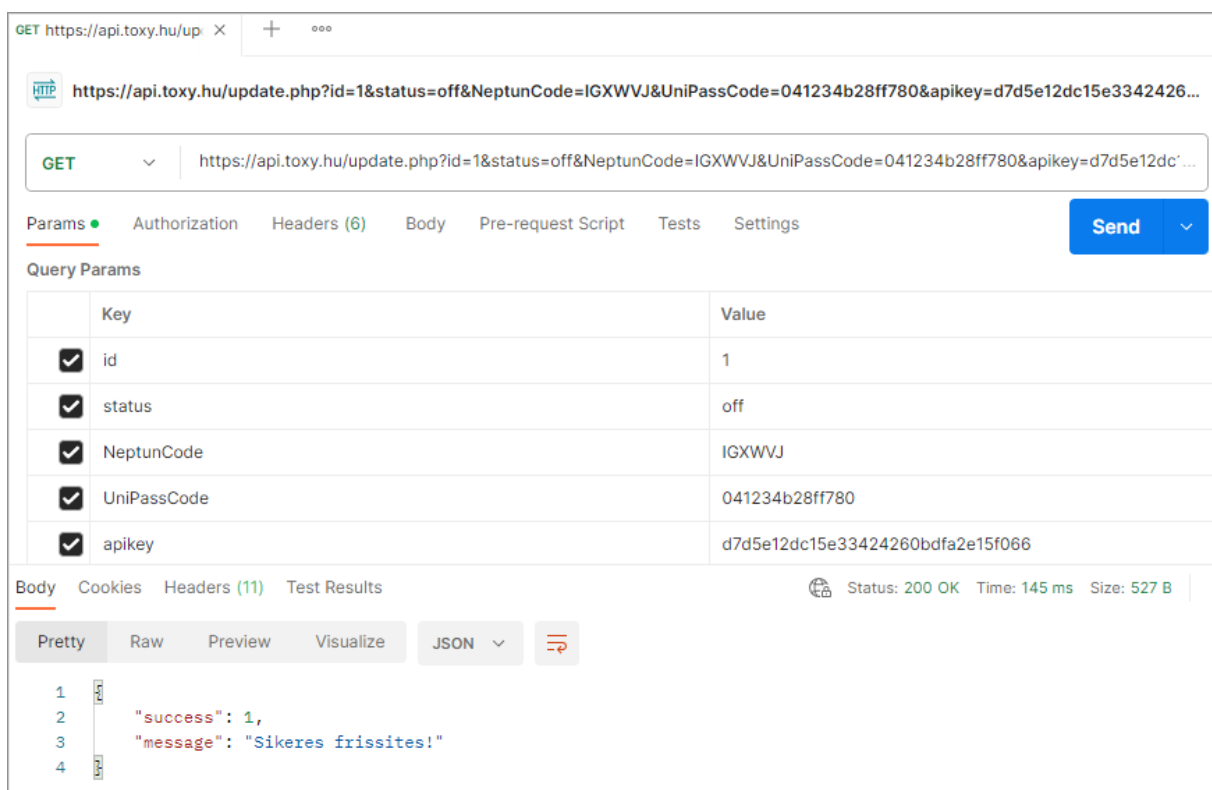 GET https://api.toxy.hu/up
https://api.toxy.hu/update.php?id=1&status=off&NeptunCode=IGXWVJ&UniPassCode=041234b28ff780&apikey=d7d5e12dc15e3342426...
GET https://api.toxy.hu/update.php?id=1&status=off&NeptunCode=IGXWVJ&UniPassCode=041234b28ff780&apikey=d7d5e12dc1...
Params Authorization Headers (6) Body Pre-request Script Tests Settings Send
Query Params
Key Value
id 1
status off
NeptunCode IGXWVJ
UniPassCode 041234b28ff780
apikey d7d5e12dc15e33424260bdfa2e15f066
Body Cookies Headers (11) Test Results Status: 200 OK Time: 145 ms Size: 527 B
Pretty Raw Preview Visualize JSON
1 {
2 "success": 1,
3 "message": "Sikeres frissites!"
4 }